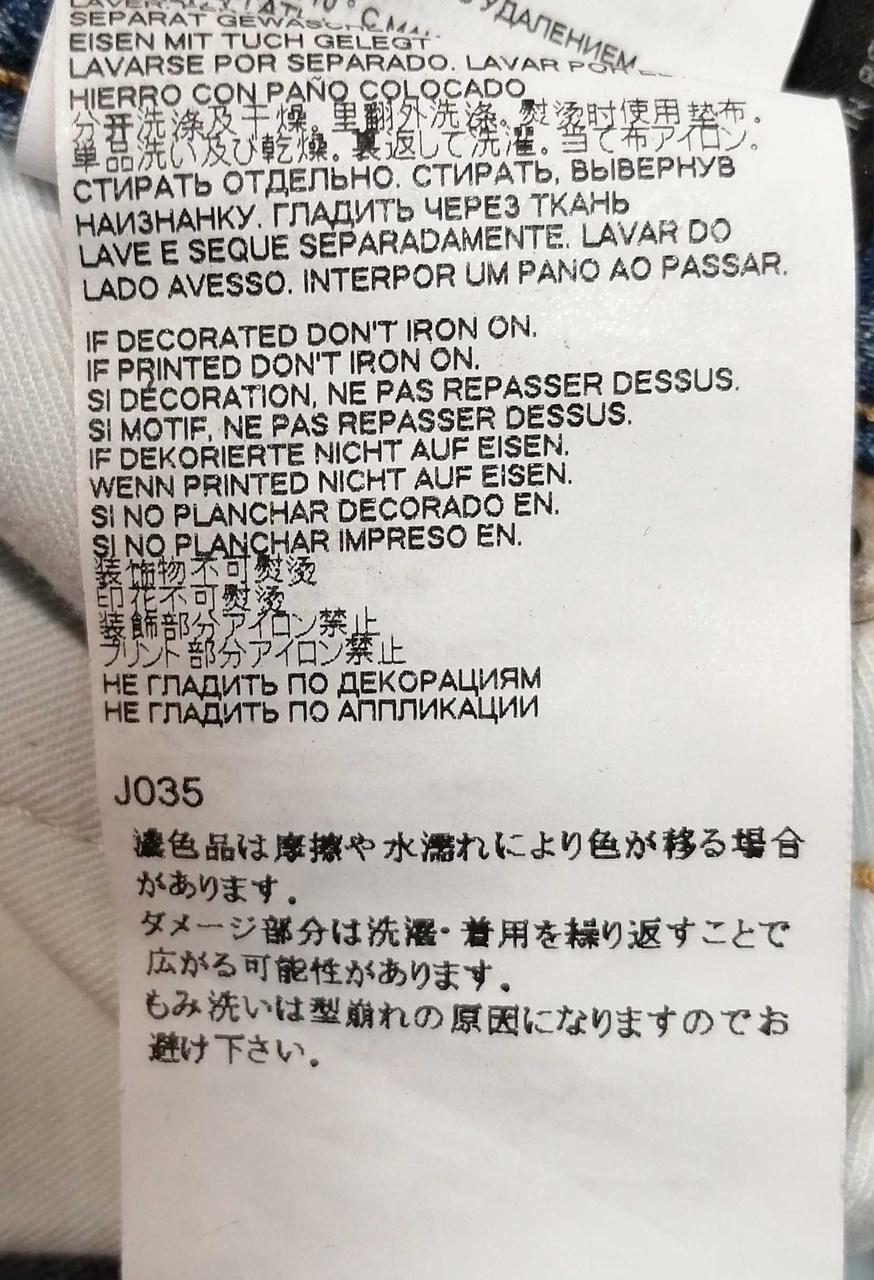 SEPARAT GEWASC
УДАЛЕНИЕМ
EISEN MIT TUCH GELEGT
LAVARSE POR SEPARADO. LAVAR POR
HIERRO CON PAÑO COLOCADO
分开洗涤及干燥。里翻外洗涤。熨烫时使用垫布。
単品洗い及び乾燥。裏返して洗濯。当て布アイロン。
СТИРАТЬ ОТДЕЛЬНО. СТИРАТЬ, ВЫВЕРНУВ
НАИЗНАНКУ. ГЛАДИТЬ ЧЕРЕЗ ТКАНЬ
LAVE E SEQUE SEPARADAMENTE. LAVAR DO
LADO AVESSO. INTERPOR UM PANO AO PASSAR.
IF DECORATED DON'T IRON ON.
IF PRINTED DON'T IRON ON.
SI DÉCORATION, NE PAS REPASSER DESSUS.
SI MOTIF, NE PAS REPASSER DESSUS.
IF DEKORIERTE NICHT AUF EISEN.
WENN PRINTED NICHT AUF EISEN.
SI NO PLANCHAR DECORADO EN.
SI NO PLANCHAR IMPRESO EN.
装饰物不可熨烫
印花不可熨烫
装飾部分アイロン禁止
プリント部分アイロン禁止
НЕ ГЛАДИТЬ ПО ДЕКОРАЦИЯМ
НЕ ГЛАДИТЬ ПО АППЛИКАЦИИ
J035
濃色品は摩擦や水濡れにより色が移る場合
があります。
ダメージ部分は洗濯・着用を繰り返すことで
広がる可能性があります。
もみ洗いは型崩れの原因になりますのでお
避け下さい。